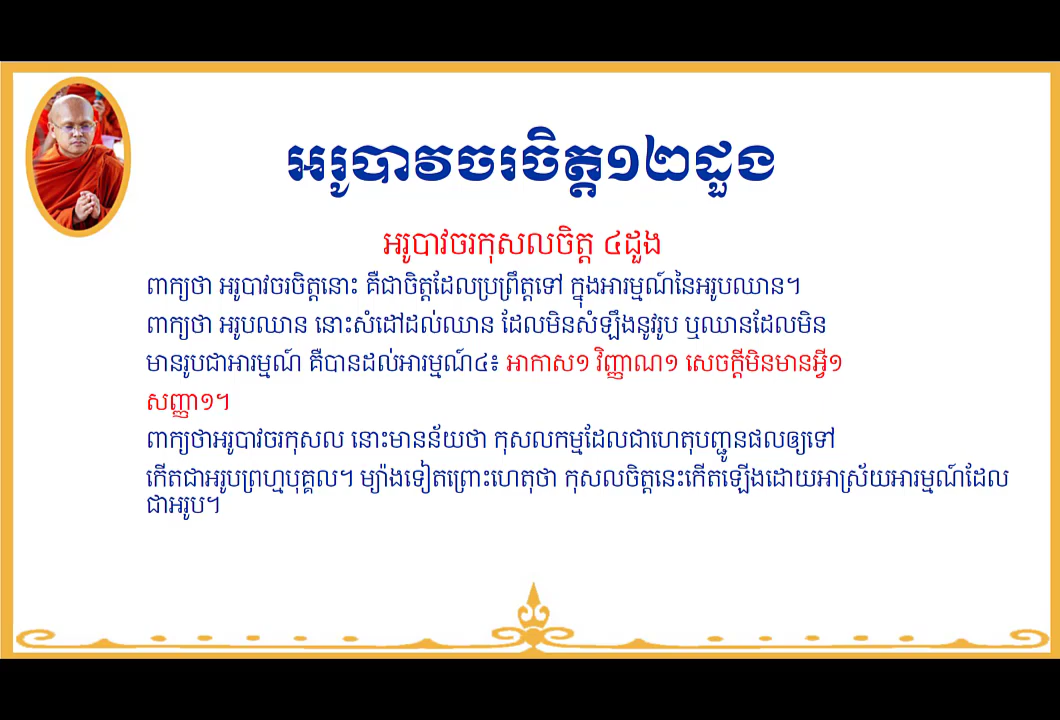 អរូបាវចរចិត្ត១២ដួង
អរូបាវចរកុសលចិត្ត ៤ដួង
ពាក្យថា អរូបាវចរចិត្តនោះ គឺជាចិត្តដែលប្រព្រឹត្តទៅ ក្នុងអារម្មណ៍នៃអរូបឈាន។
ពាក្យថា អរូបឈាន នោះសំដៅដល់ឈាន ដែលមិនសំឡឹងនូវរូប ឬឈានដែលមិន
មានរូបជាអារម្មណ៍ គឺបានដល់អារម្មណ៍៤៖ អាកាស១ វិញ្ញាណ១ សេចក្ដីមិនមានអ្វី១
សញ្ញា១។
ពាក្យថាអរូបាវចរកុសល នោះមានន័យថា កុសលកម្មដែលជាហេតុបញ្ជូនផលឲ្យទៅ
កើតជាអរូបព្រហ្មបុគ្គល។ ម្យ៉ាងទៀតព្រោះហេតុថា កុសលចិត្តនេះកើតឡើងដោយអាស្រ័យអារម្មណ៍ដែល
ជាអរូប។